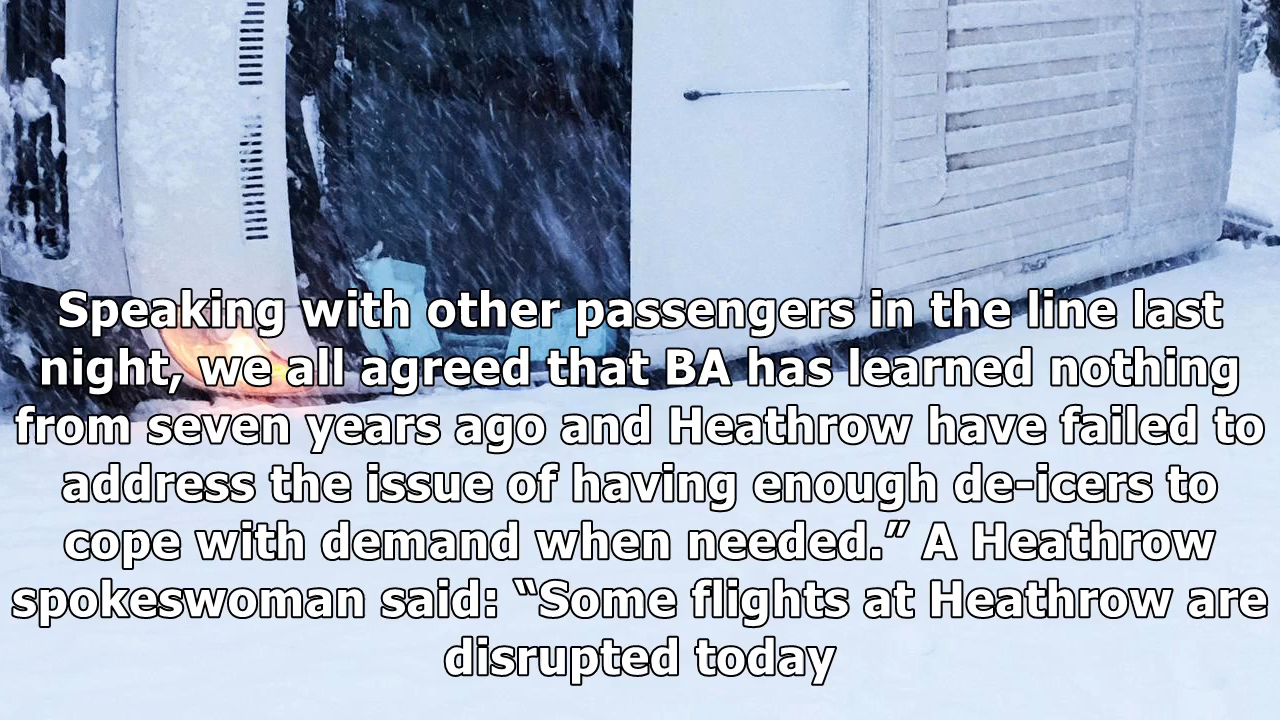 Speaking with other passengers in the line last
night, we all agreed that BA has learned nothing
from seven years ago and Heathrow have failed to
address the issue of having enough de-icers to
cope with demand when needed.” A Heathrow
spokeswoman said: “Some flights at Heathrow are
disrupted today